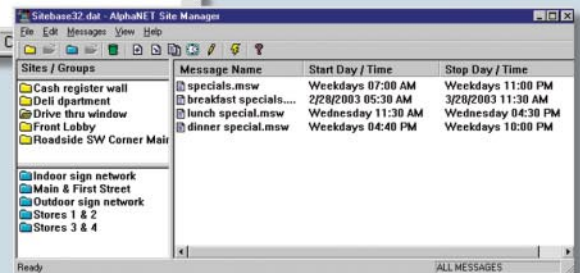 Sitebase32.dat - AlphaNET Site Manager
File Edit Messages View Help
Sites / Groups
Cash register wall
Deli dpartment
Drive thru window
Front Lobby
Roadside SW Corner Mair
Indoor sign network
Main & First Street
Outdoor sign network
Stores 1 & 2
Stores 3 & 4
Message Name Start Day / Time Stop Day / Time
specials.msw Weekdays 07:00 AM Weekdays 11:00 PM
breakfast specials.... 2/28/2003 05:30 AM 3/28/2003 11:30 AM
lunch special.msw Wednesday 11:30 AM Wednesday 04:30 PM
dinner special.msw Weekdays 04:40 PM Weekdays 10:00 PM
Ready ALL MESSAGES